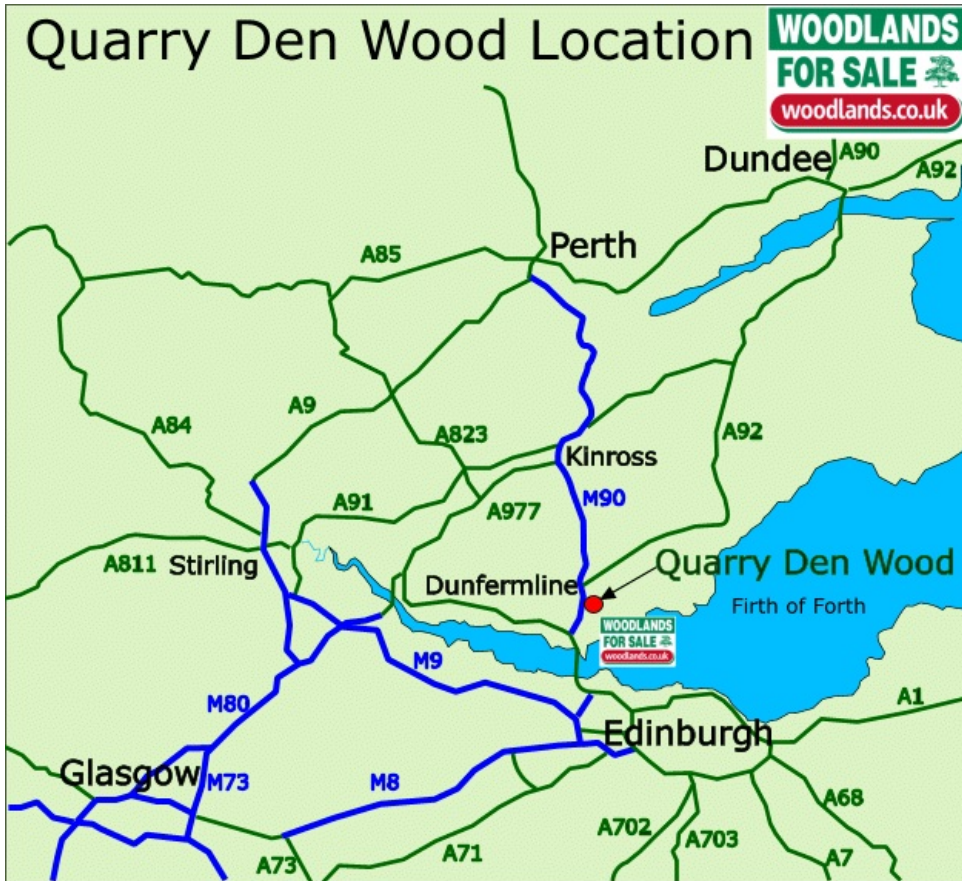 Quarry Den Wood Location
WOODLANDS
FOR SALE
woodlands.co.uk
Dundee
A90
A92
Perth
A85
A9
A84
A823
A92
Kinross
M90
A91
A977
A811
Stirling
Dunfermline
Quarry Den Wood
Firth of Forth
WOODLANDS
FOR SALE
woodlands.co.uk
M9
M80
A1
Edinburgh
Glasgow
M73
M8
A68
A702
A703
A73
A71
A7